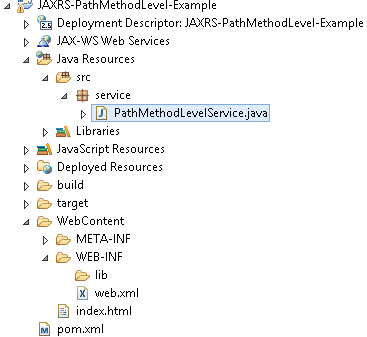 JAXRS-PathMethodLevel-Example
Deployment Descriptor: JAXRS-PathMethodLevel-Example
JAX-WS Web Services
Java Resources
src
service
PathMethodLevelService.java
Libraries
JavaScript Resources
Deployed Resources
build
target
WebContent
META-INF
WEB-INF
lib
web.xml
index.html
pom.xml